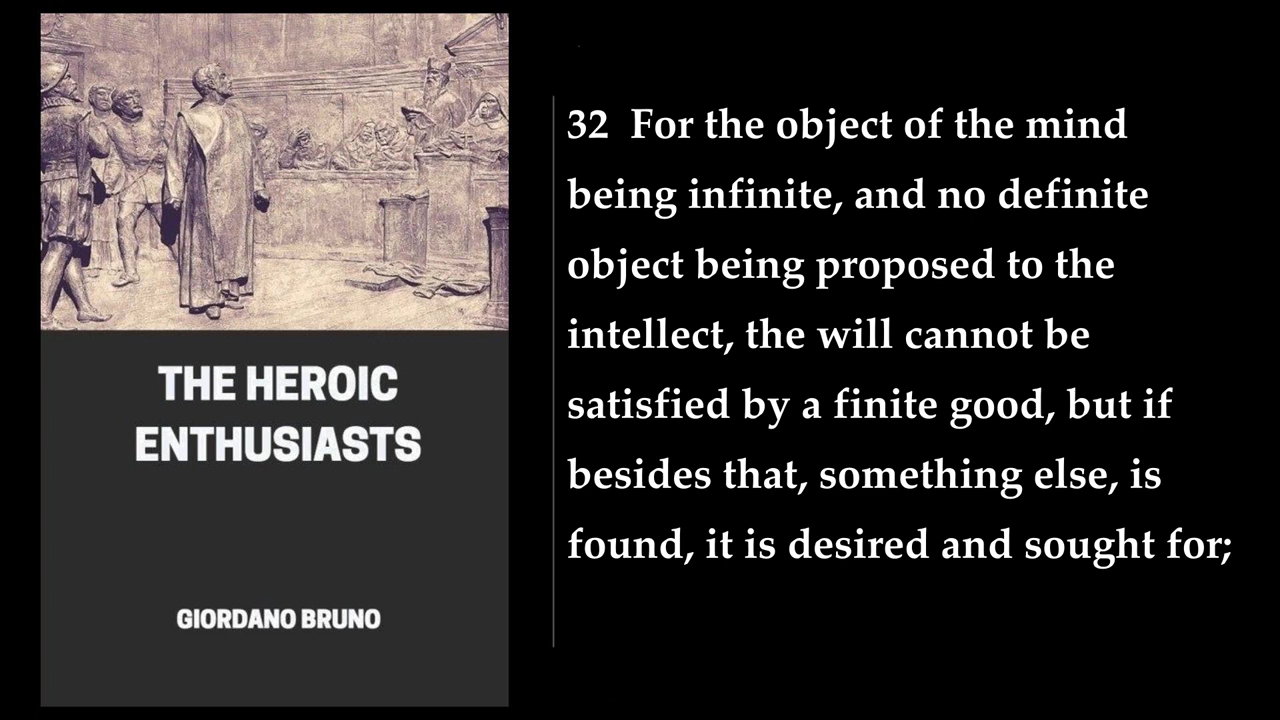 THE HEROIC
ENTHUSIASTS
GIORDANO BRUNO
32 For the object of the mind
being infinite, and no definite
object being proposed to the
intellect, the will cannot be
satisfied by a finite good, but if
besides that, something else, is
found, it is desired and sought for;